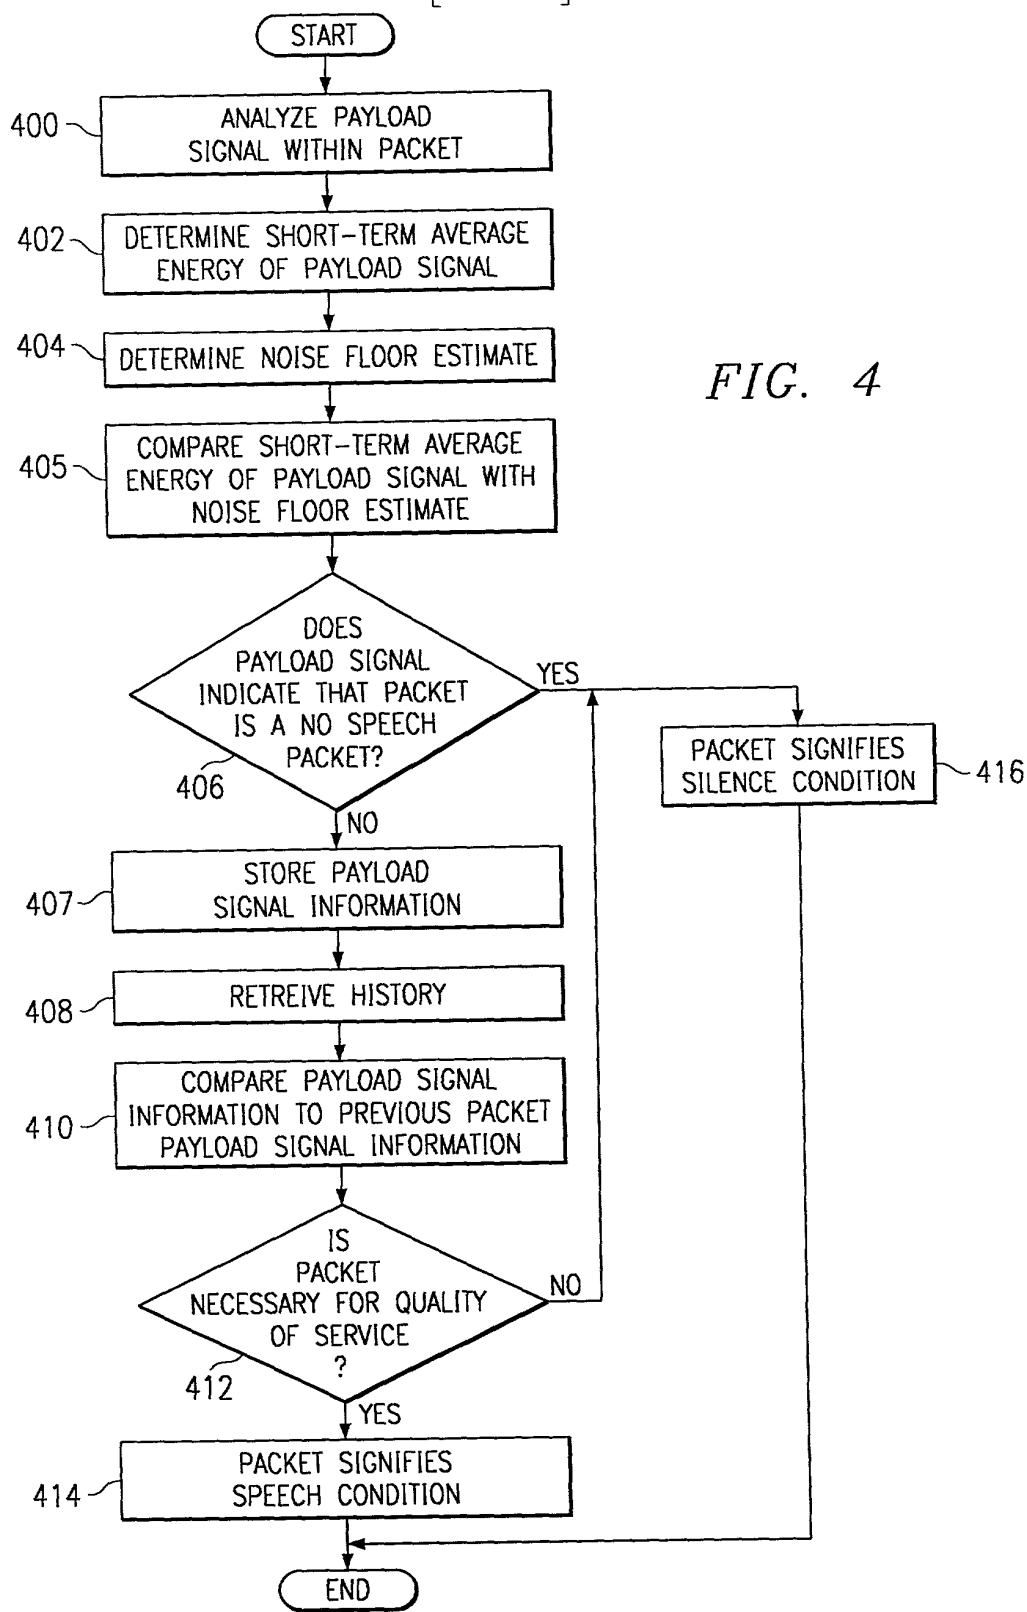 START
400
ANALYZE PAYLOAD
SIGNAL WITHIN PACKET
402
DETERMINE SHORT-TERM AVERAGE
ENERGY OF PAYLOAD SIGNAL
404
DETERMINE NOISE FLOOR ESTIMATE
FIG. 4
405
COMPARE SHORT-TERM AVERAGE
ENERGY OF PAYLOAD SIGNAL WITH
NOISE FLOOR ESTIMATE
DOES
PAYLOAD SIGNAL
INDICATE THAT PACKET
IS A NO SPEECH
PACKET?
406
YES
PACKET SIGNIFIES
SILENCE CONDITION
416
NO
407
STORE PAYLOAD
SIGNAL INFORMATION
408
RETREIVE HISTORY
410
COMPARE PAYLOAD SIGNAL
INFORMATION TO PREVIOUS PACKET
PAYLOAD SIGNAL INFORMATION
IS
PACKET
NECESSARY FOR QUALITY
OF SERVICE
?
412
NO
YES
414
PACKET SIGNIFIES
SPEECH CONDITION
END